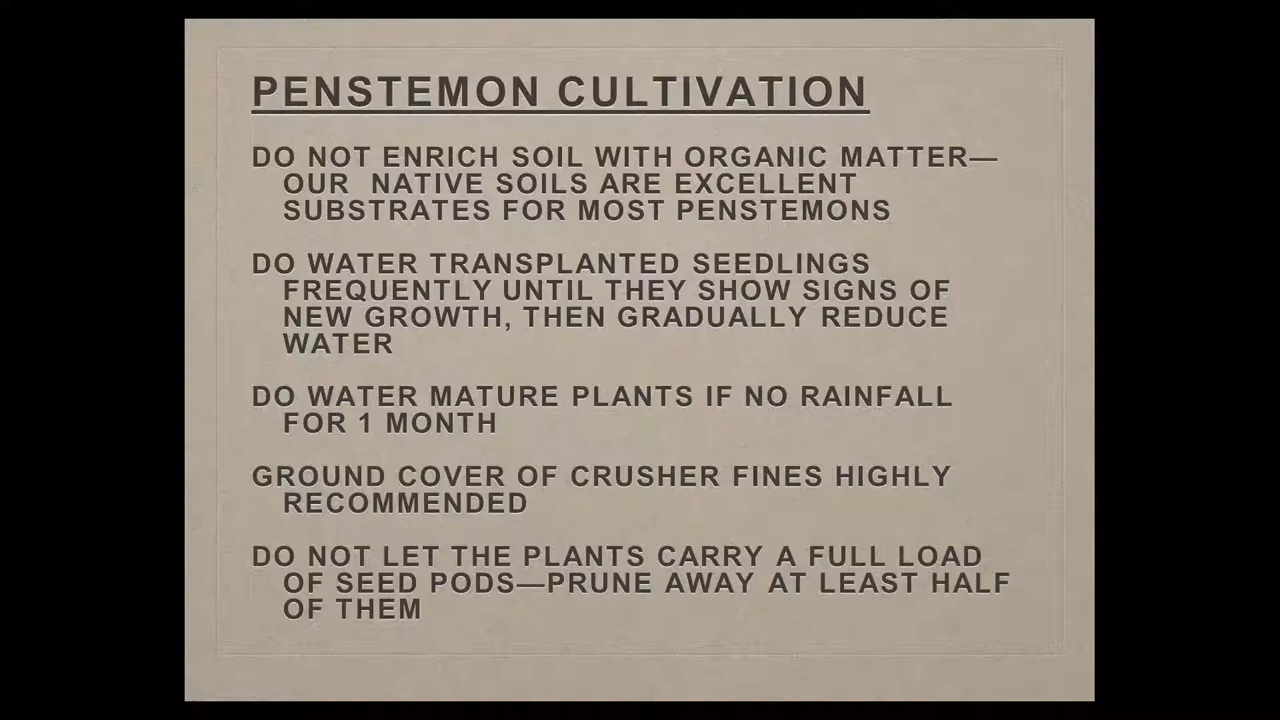 PENSTEMON CULTIVATION
DO NOT ENRICH SOIL WITH ORGANIC MATTER—
OUR  NATIVE SOILS ARE EXCELLENT
SUBSTRATES FOR MOST PENSTEMONS
DO WATER TRANSPLANTED SEEDLINGS
FREQUENTLY UNTIL THEY SHOW SIGNS OF
NEW GROWTH, THEN GRADUALLY REDUCE
WATER
DO WATER MATURE PLANTS IF NO RAINFALL
FOR 1 MONTH
GROUND COVER OF CRUSHER FINES HIGHLY
RECOMMENDED
DO NOT LET THE PLANTS CARRY A FULL LOAD
OF SEED PODS—PRUNE AWAY AT LEAST HALF
OF THEM